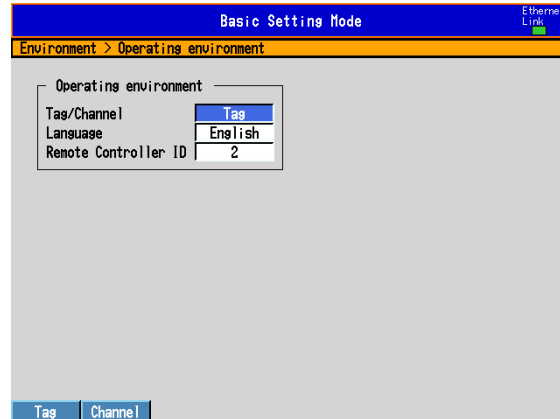 Basic Setting Mode
Etherne
Link
Environment > Operating environment
Operating environment
Tag/Channel Tag
Language English
Remote Controller ID 2
Tag Channel